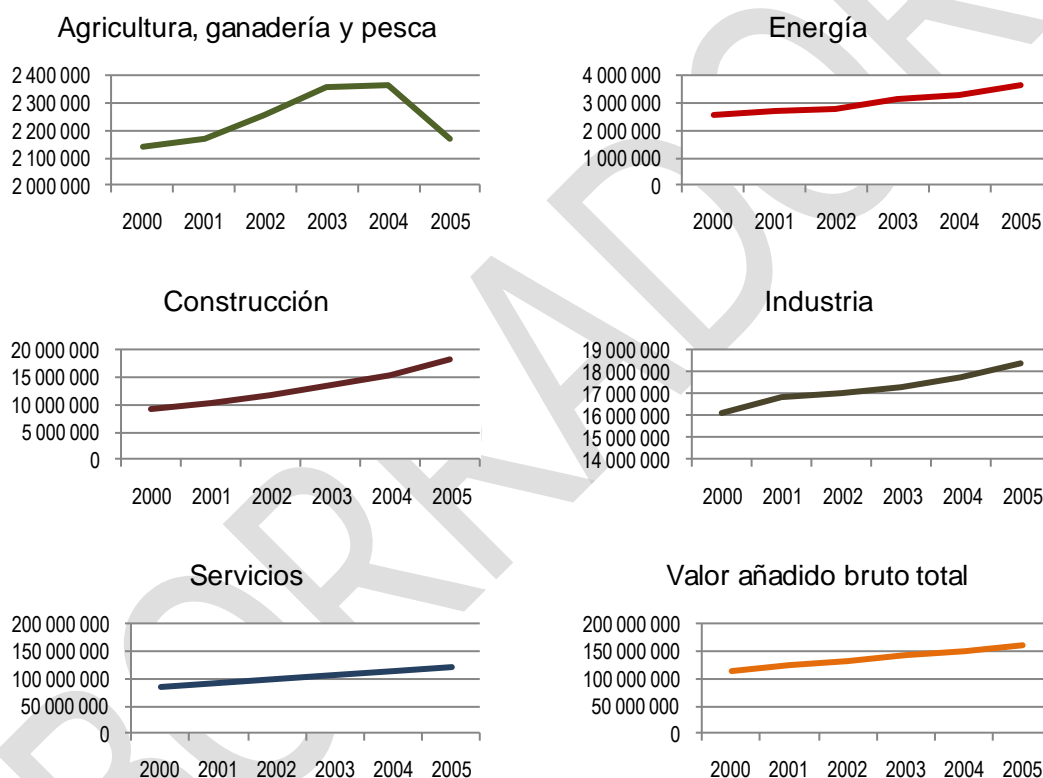 Agricultura, ganadería y pesca
2 400 000
2 300 000
2 200 000
2 100 000
2 000 000
2000 2001 2002 2003 2004 2005
Energía
4 000 000
3 000 000
2 000 000
1 000 000
0
2000 2001 2002 2003 2004 2005
Construcción
20 000 000
15 000 000
10 000 000
5 000 000
0
2000 2001 2002 2003 2004 2005
Industria
19 000 000
18 000 000
17 000 000
16 000 000
15 000 000
14 000 000
2000 2001 2002 2003 2004 2005
Servicios
200 000 000
150 000 000
100 000 000
50 000 000
0
2000 2001 2002 2003 2004 2005
Valor añadido bruto total
200 000 000
150 000 000
100 000 000
50 000 000
0
2000 2001 2002 2003 2004 2005
BORRADOR